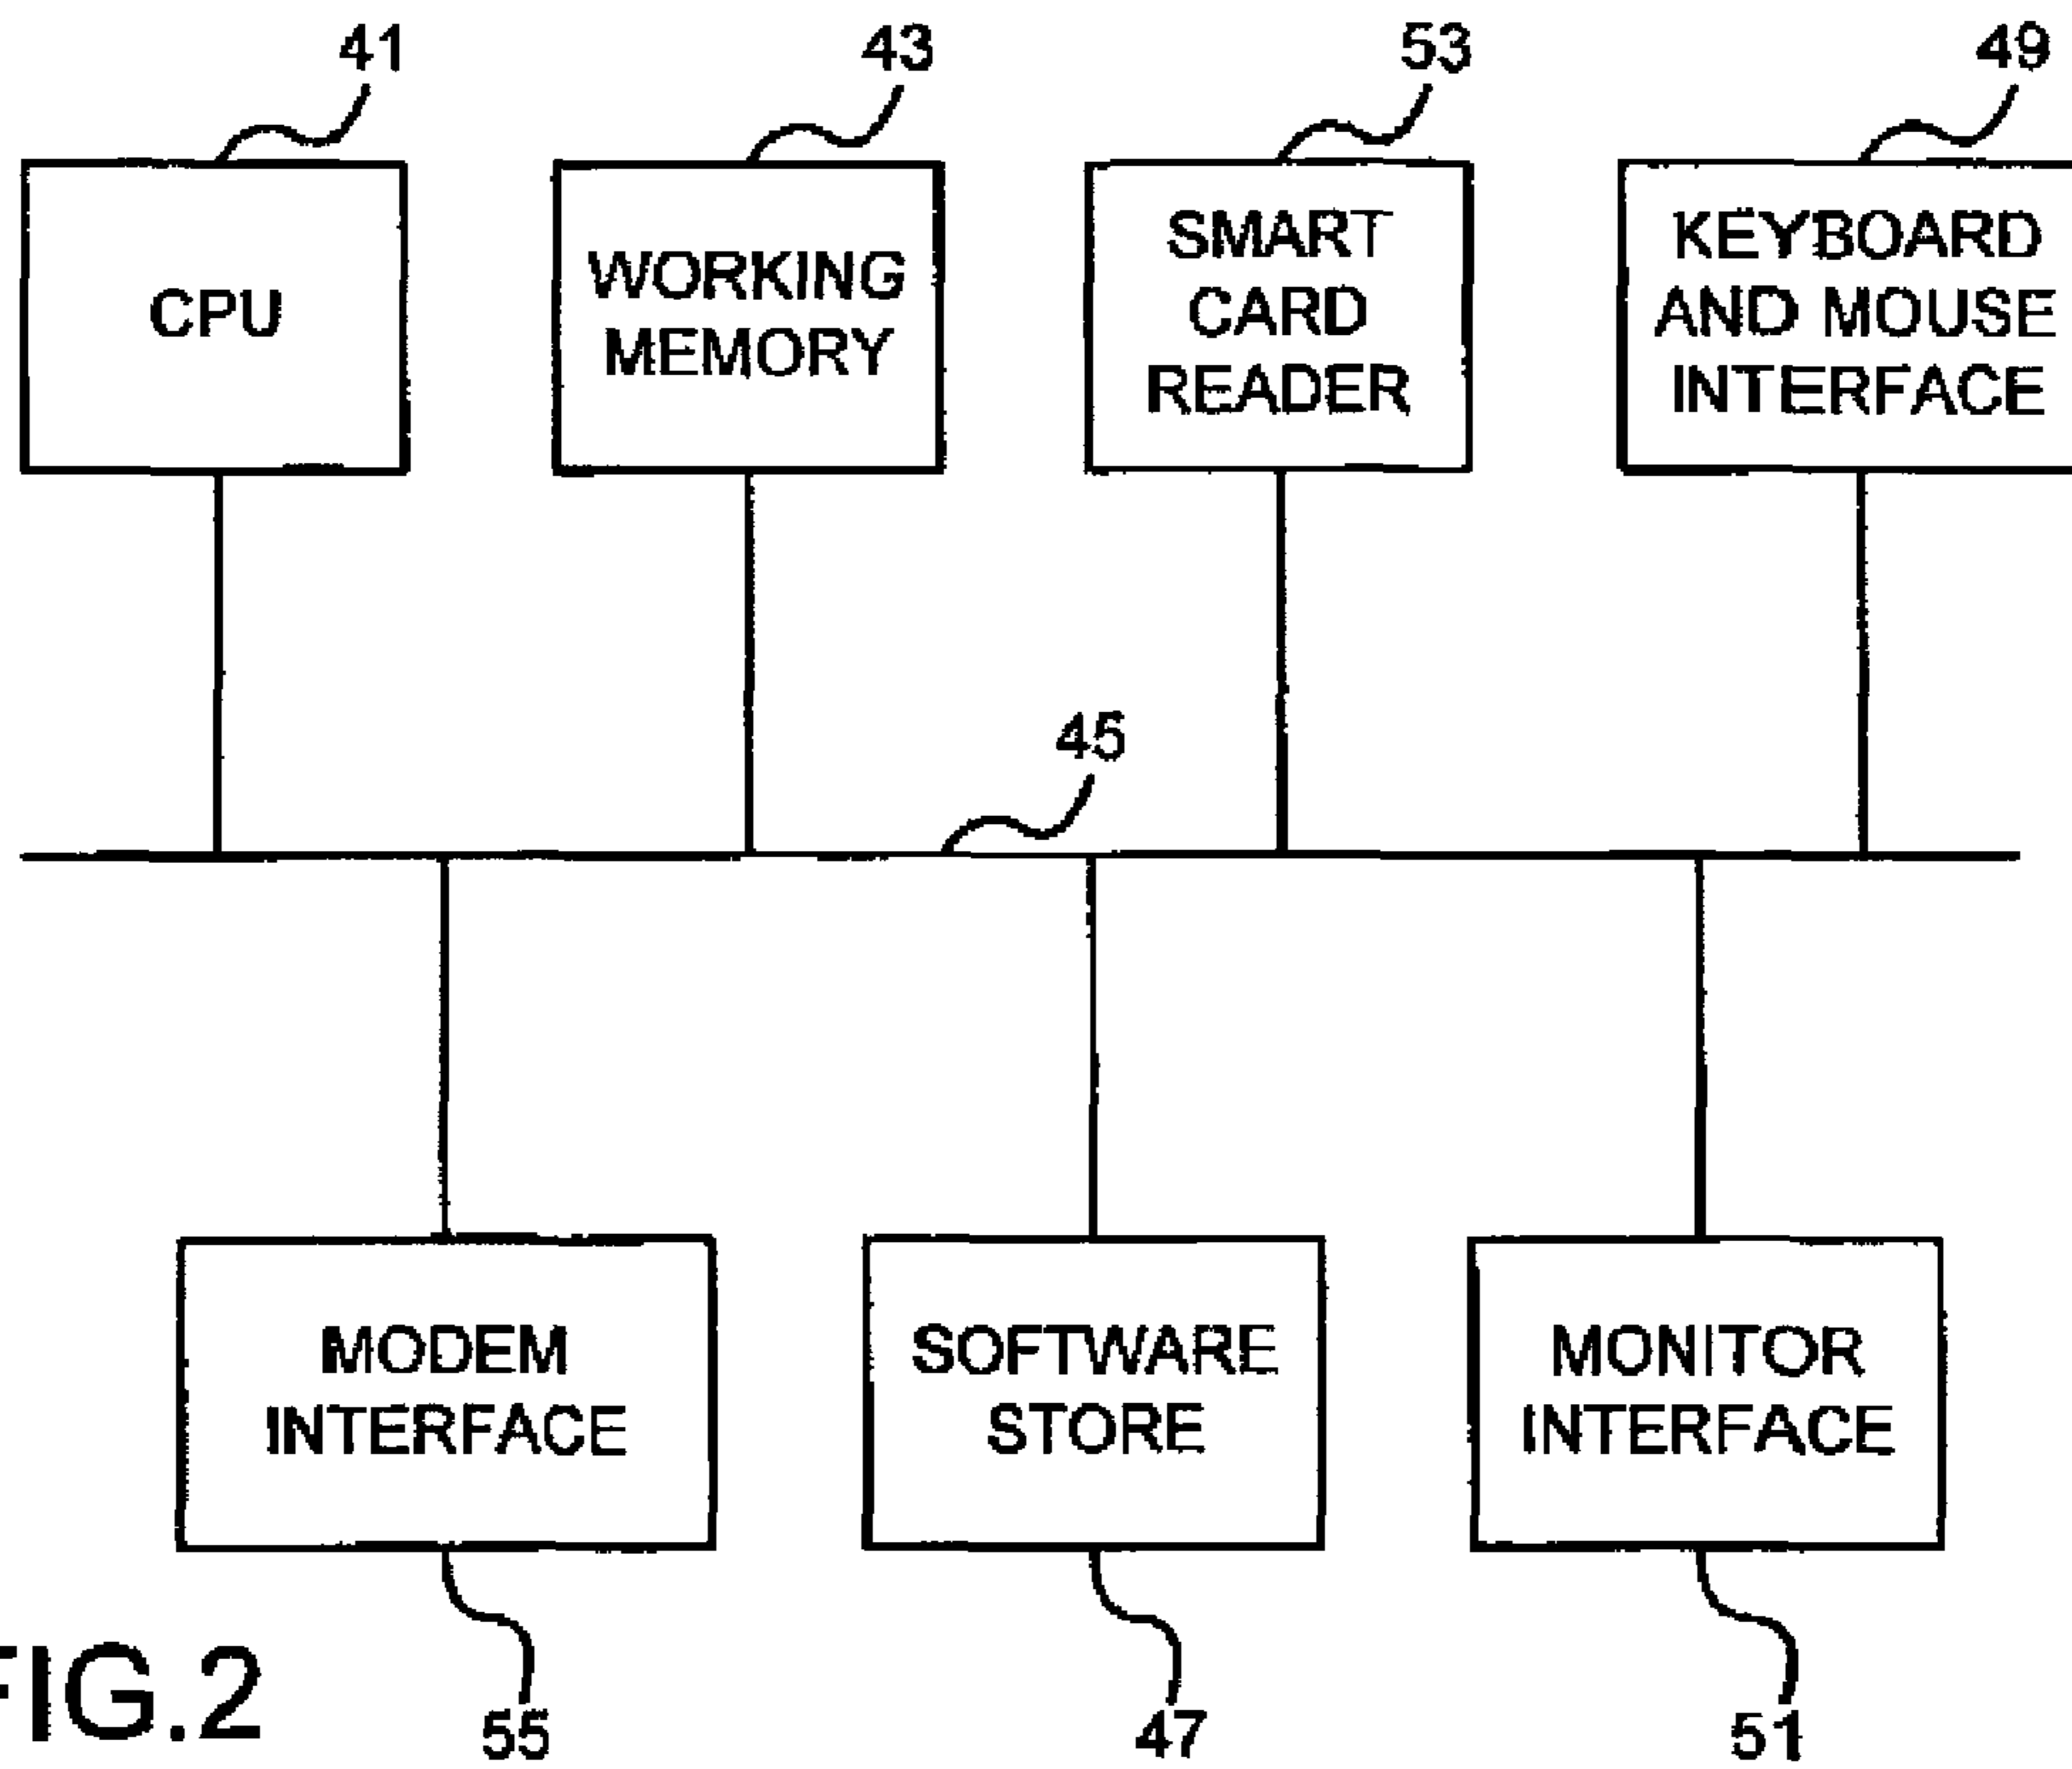 41
43
53
49
CPU
WORKING
MEMORY
SMART
CARD
READER
KEYBOARD
AND MOUSE
INTERFACE
45
MODEM
INTERFACE
SOFTWARE
STORE
MONITOR
INTERFACE
55
47
51
FIG.2